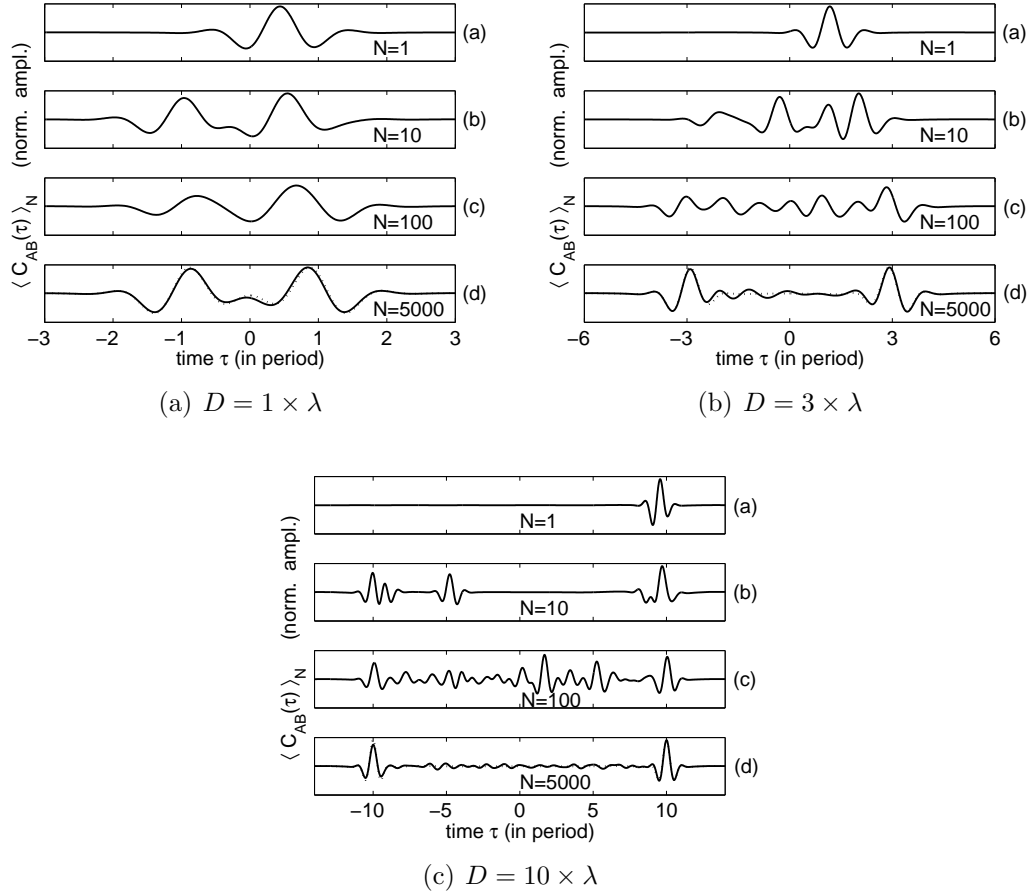 N=1
(a)
N=10
(b)
N=100
(c)
N=5000
(d)
⟨ C_AB(τ) ⟩_N (norm. ampl.)
−3 −2 −1 0 1 2 3
time τ (in period)
(a) D = 1 × λ
N=1
(a)
N=10
(b)
N=100
(c)
N=5000
(d)
⟨ C_AB(τ) ⟩_N (norm. ampl.)
−6 −3 0 3 6
time τ (in period)
(b) D = 3 × λ
N=1
(a)
N=10
(b)
N=100
(c)
N=5000
(d)
⟨ C_AB(τ) ⟩_N (norm. ampl.)
−10 −5 0 5 10
time τ (in period)
(c) D = 10 × λ